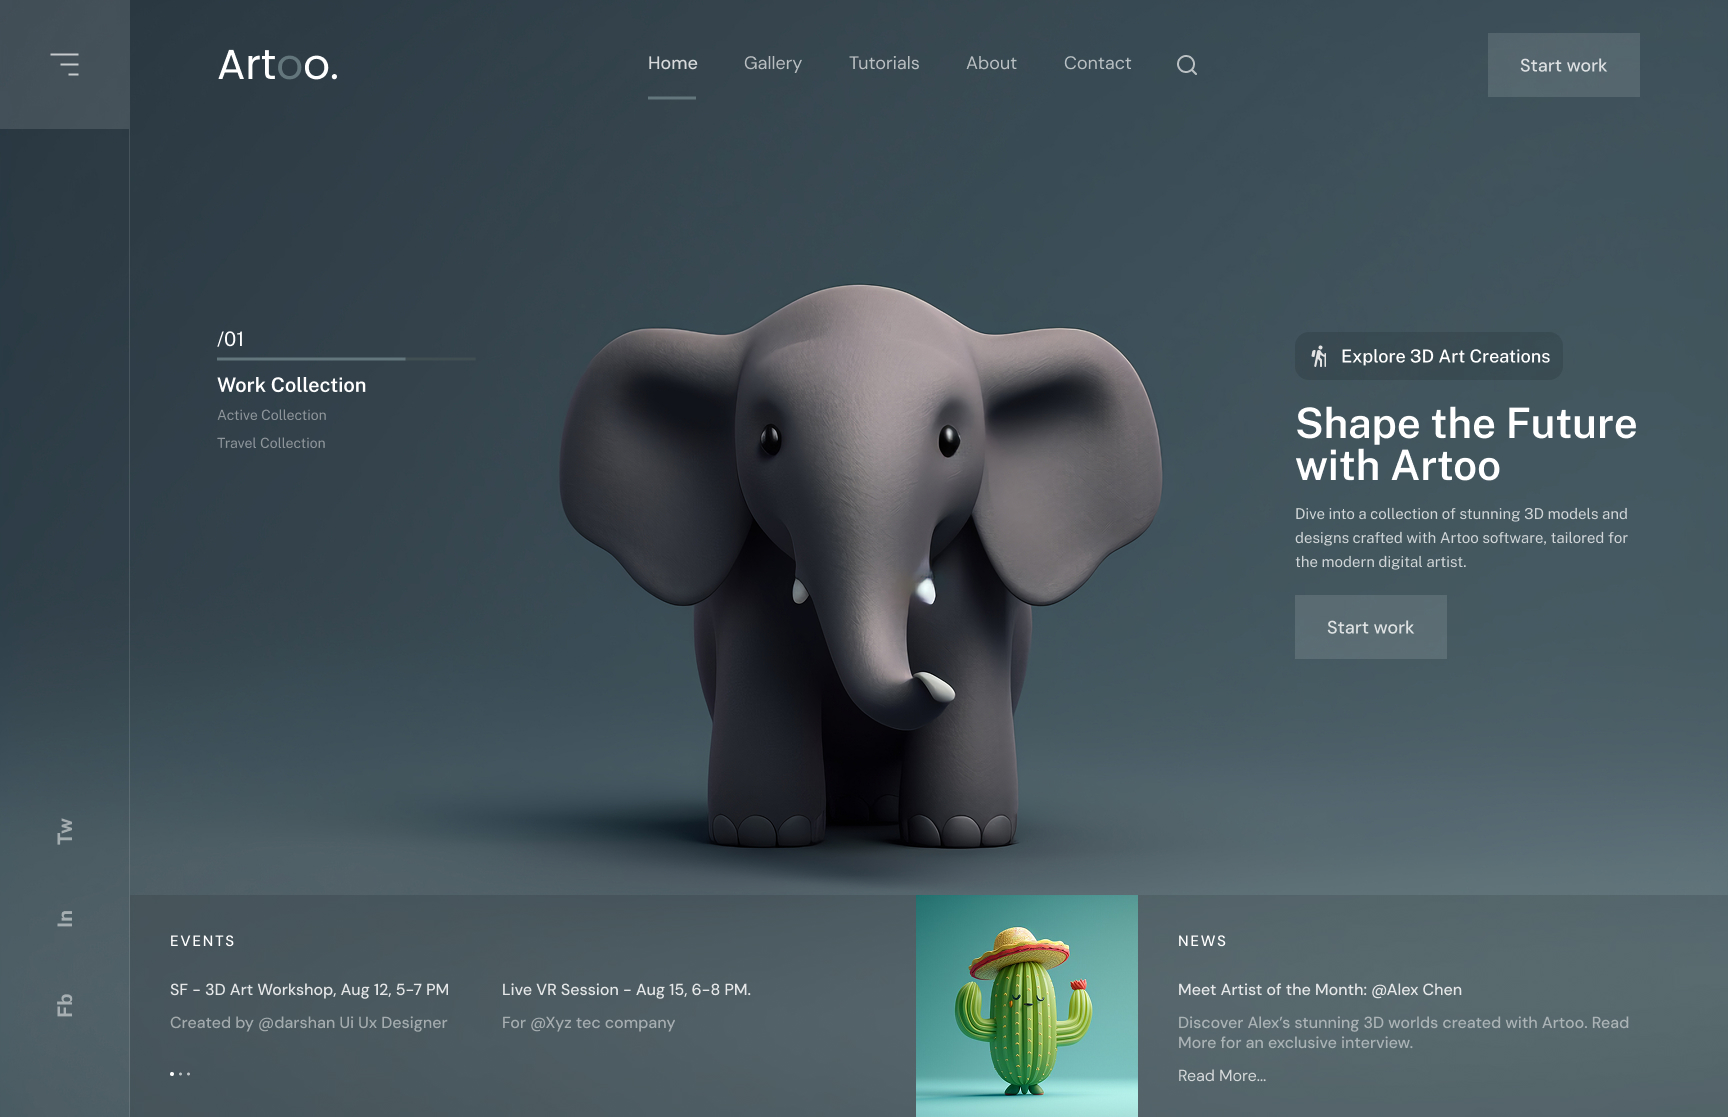 Artoo.
Home
Gallery
Tutorials
About
Contact
Start work
/01
Work Collection
Active Collection
Travel Collection
Explore 3D Art Creations
Shape the Future
with Artoo
Dive into a collection of stunning 3D models and
designs crafted with Artoo software, tailored for
the modern digital artist.
Start work
Tw
In
Fb
EVENTS
SF - 3D Art Workshop, Aug 12, 5-7 PM
Created by @darshan Ui Ux Designer
Live VR Session - Aug 15, 6-8 PM.
For @Xyz tec company
NEWS
Meet Artist of the Month: @Alex Chen
Discover Alex's stunning 3D worlds created with Artoo. Read
More for an exclusive interview.
Read More...